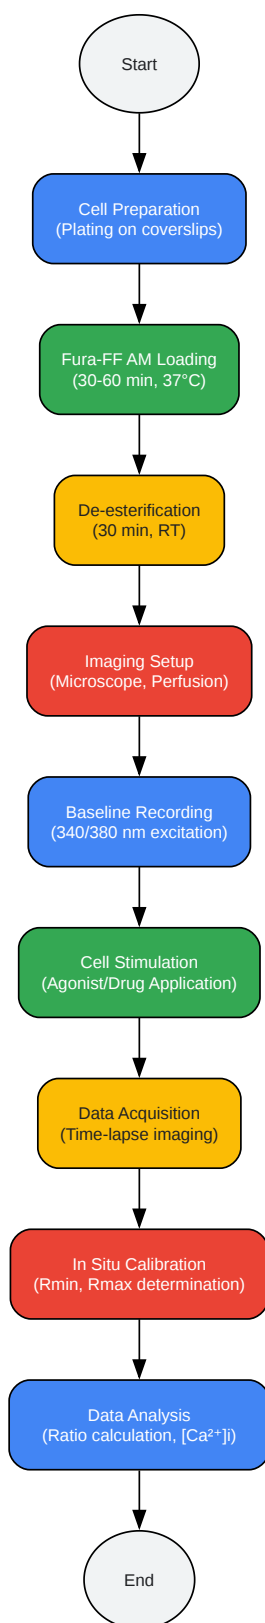 Start
Cell Preparation
(Plating on coverslips)
Fura-FF AM Loading
(30-60 min, 37°C)
De-esterification
(30 min, RT)
Imaging Setup
(Microscope, Perfusion)
Baseline Recording
(340/380 nm excitation)
Cell Stimulation
(Agonist/Drug Application)
Data Acquisition
(Time-lapse imaging)
In Situ Calibration
(Rmin, Rmax determination)
Data Analysis
(Ratio calculation, [Ca²⁺]i)
End